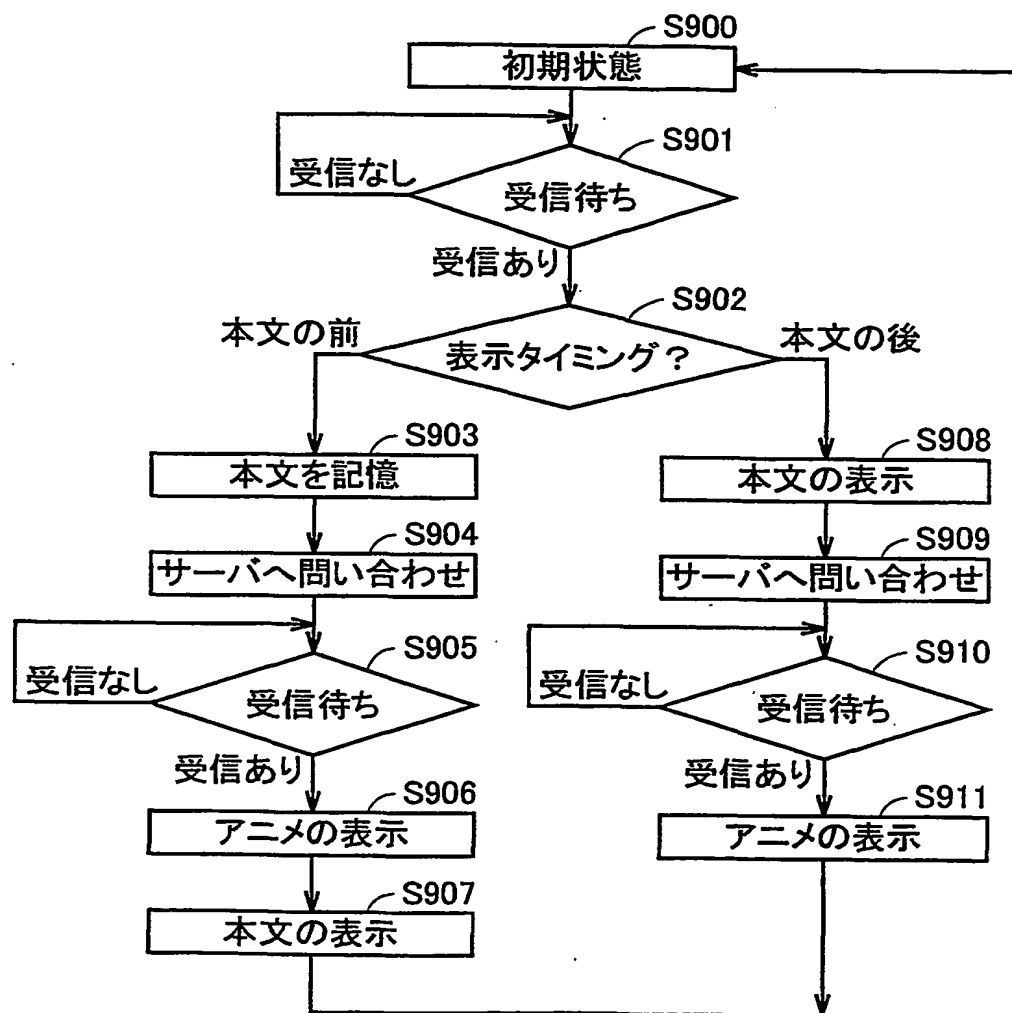 S900
初期状態
S901
受信なし
受信待ち
受信あり
S902
本文の前
表示タイミング？
本文の後
S903
本文を記憶
S904
サーバへ問い合わせ
S905
受信なし
受信待ち
受信あり
S906
アニメの表示
S907
本文の表示
S908
本文の表示
S909
サーバへ問い合わせ
S910
受信なし
受信待ち
受信あり
S911
アニメの表示